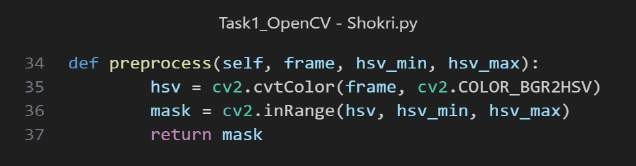 Task1_OpenCV - Shokri.py
34 def preprocess(self, frame, hsv_min, hsv_max):
35 hsv = cv2.cvtColor(frame, cv2.COLOR_BGR2HSV)
36 mask = cv2.inRange(hsv, hsv_min, hsv_max)
37 return mask